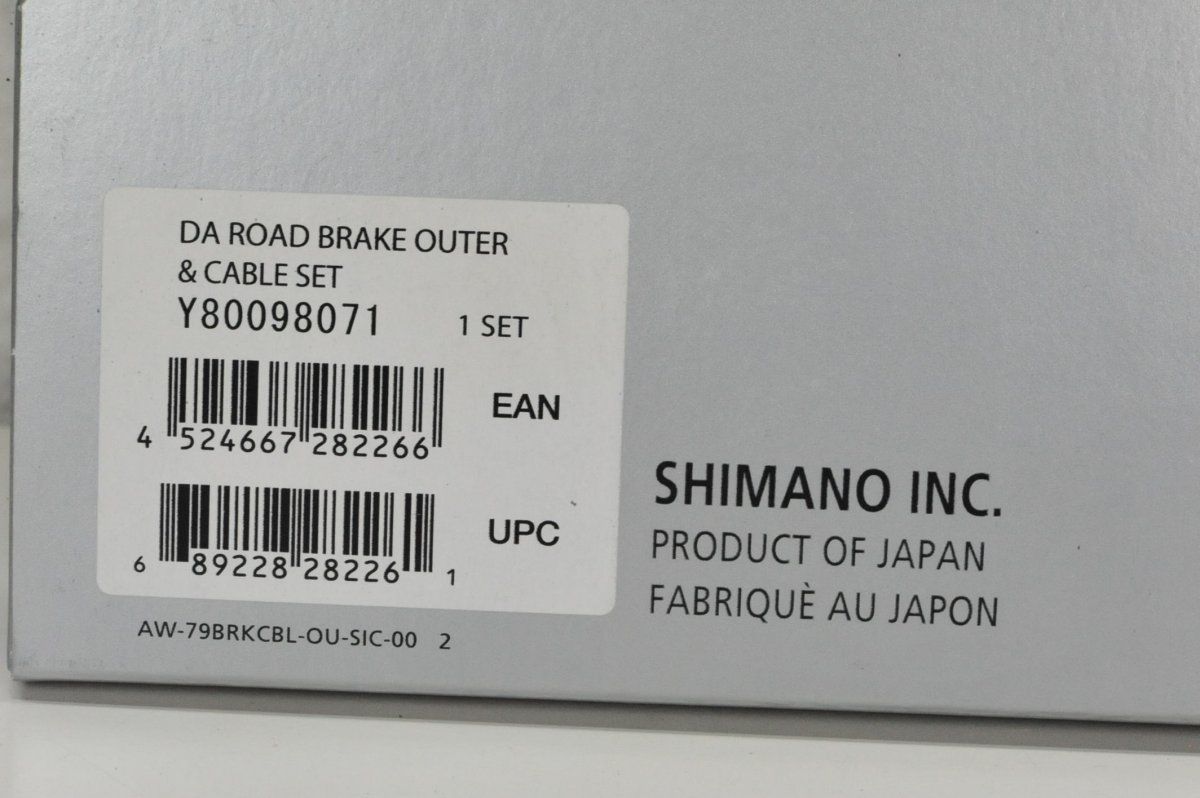 DA ROAD BRAKE OUTER
& CABLE SET
Y80098071 1 SET
EAN
4 524667 282266
UPC
6 89228 28226 1
AW-79BRKCBL-OU-SIC-00 2
SHIMANO INC.
PRODUCT OF JAPAN
FABRIQUÈ AU JAPON